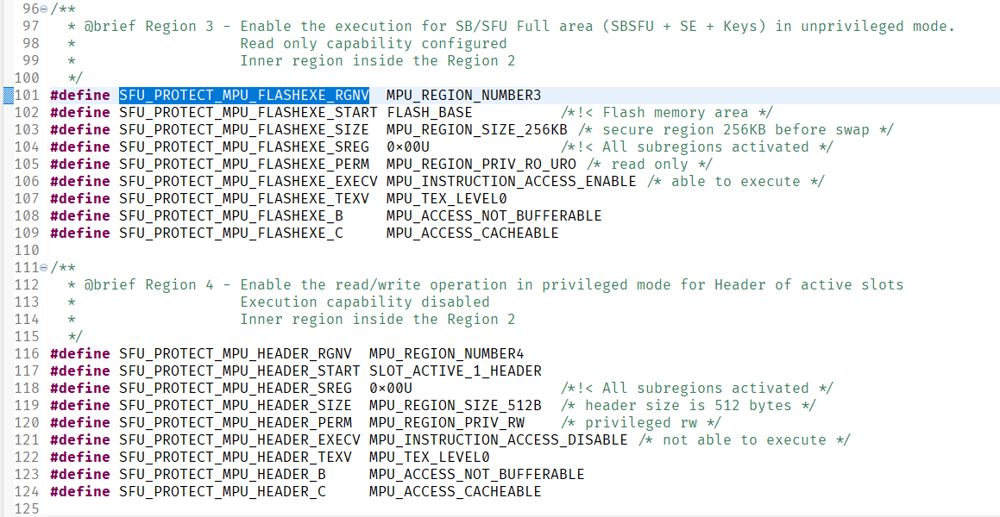 96 /**
97 * @brief Region 3 - Enable the execution for SB/SFU Full area (SBSFU + SE + Keys) in unprivileged mode.
98 * Read only capability configured
99 * Inner region inside the Region 2
100 */
101 #define SFU_PROTECT_MPU_FLASHEXE_RGNV MPU_REGION_NUMBER3
102 #define SFU_PROTECT_MPU_FLASHEXE_START FLASH_BASE /*!< Flash memory area */
103 #define SFU_PROTECT_MPU_FLASHEXE_SIZE MPU_REGION_SIZE_256KB /* secure region 256KB before swap */
104 #define SFU_PROTECT_MPU_FLASHEXE_SREG 0x00U /*!< All subregions activated */
105 #define SFU_PROTECT_MPU_FLASHEXE_PERM MPU_REGION_PRIV_RO_URO /* read only */
106 #define SFU_PROTECT_MPU_FLASHEXE_EXECV MPU_INSTRUCTION_ACCESS_ENABLE /* able to execute */
107 #define SFU_PROTECT_MPU_FLASHEXE_TEXV MPU_TEX_LEVEL0
108 #define SFU_PROTECT_MPU_FLASHEXE_B MPU_ACCESS_NOT_BUFFERABLE
109 #define SFU_PROTECT_MPU_FLASHEXE_C MPU_ACCESS_CACHEABLE
110
111 /**
112 * @brief Region 4 - Enable the read/write operation in privileged mode for Header of active slots
113 * Execution capability disabled
114 * Inner region inside the Region 2
115 */
116 #define SFU_PROTECT_MPU_HEADER_RGNV MPU_REGION_NUMBER4
117 #define SFU_PROTECT_MPU_HEADER_START SLOT_ACTIVE_1_HEADER
118 #define SFU_PROTECT_MPU_HEADER_SREG 0x00U /*!< All subregions activated */
119 #define SFU_PROTECT_MPU_HEADER_SIZE MPU_REGION_SIZE_512B /* header size is 512 bytes */
120 #define SFU_PROTECT_MPU_HEADER_PERM MPU_REGION_PRIV_RW /* privileged rw */
121 #define SFU_PROTECT_MPU_HEADER_EXECV MPU_INSTRUCTION_ACCESS_DISABLE /* not able to execute */
122 #define SFU_PROTECT_MPU_HEADER_TEXV MPU_TEX_LEVEL0
123 #define SFU_PROTECT_MPU_HEADER_B MPU_ACCESS_NOT_BUFFERABLE
124 #define SFU_PROTECT_MPU_HEADER_C MPU_ACCESS_CACHEABLE
125